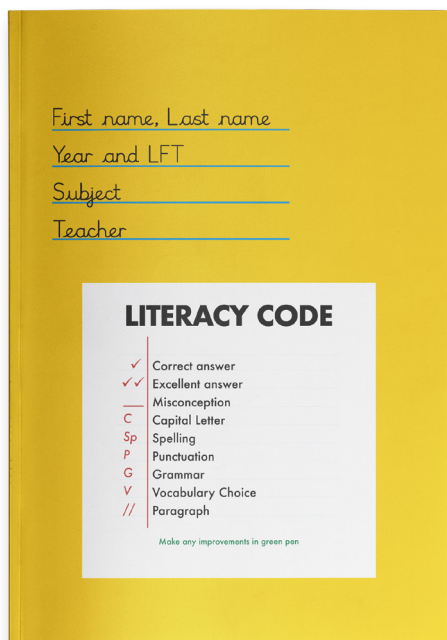 First name, Last name
Year and LFT
Subject
Teacher
LITERACY CODE
✓ Correct answer
✓✓ Excellent answer
__ Misconception
C Capital Letter
Sp Spelling
P Punctuation
G Grammar
V Vocabulary Choice
// Paragraph
Make any improvements in green pen